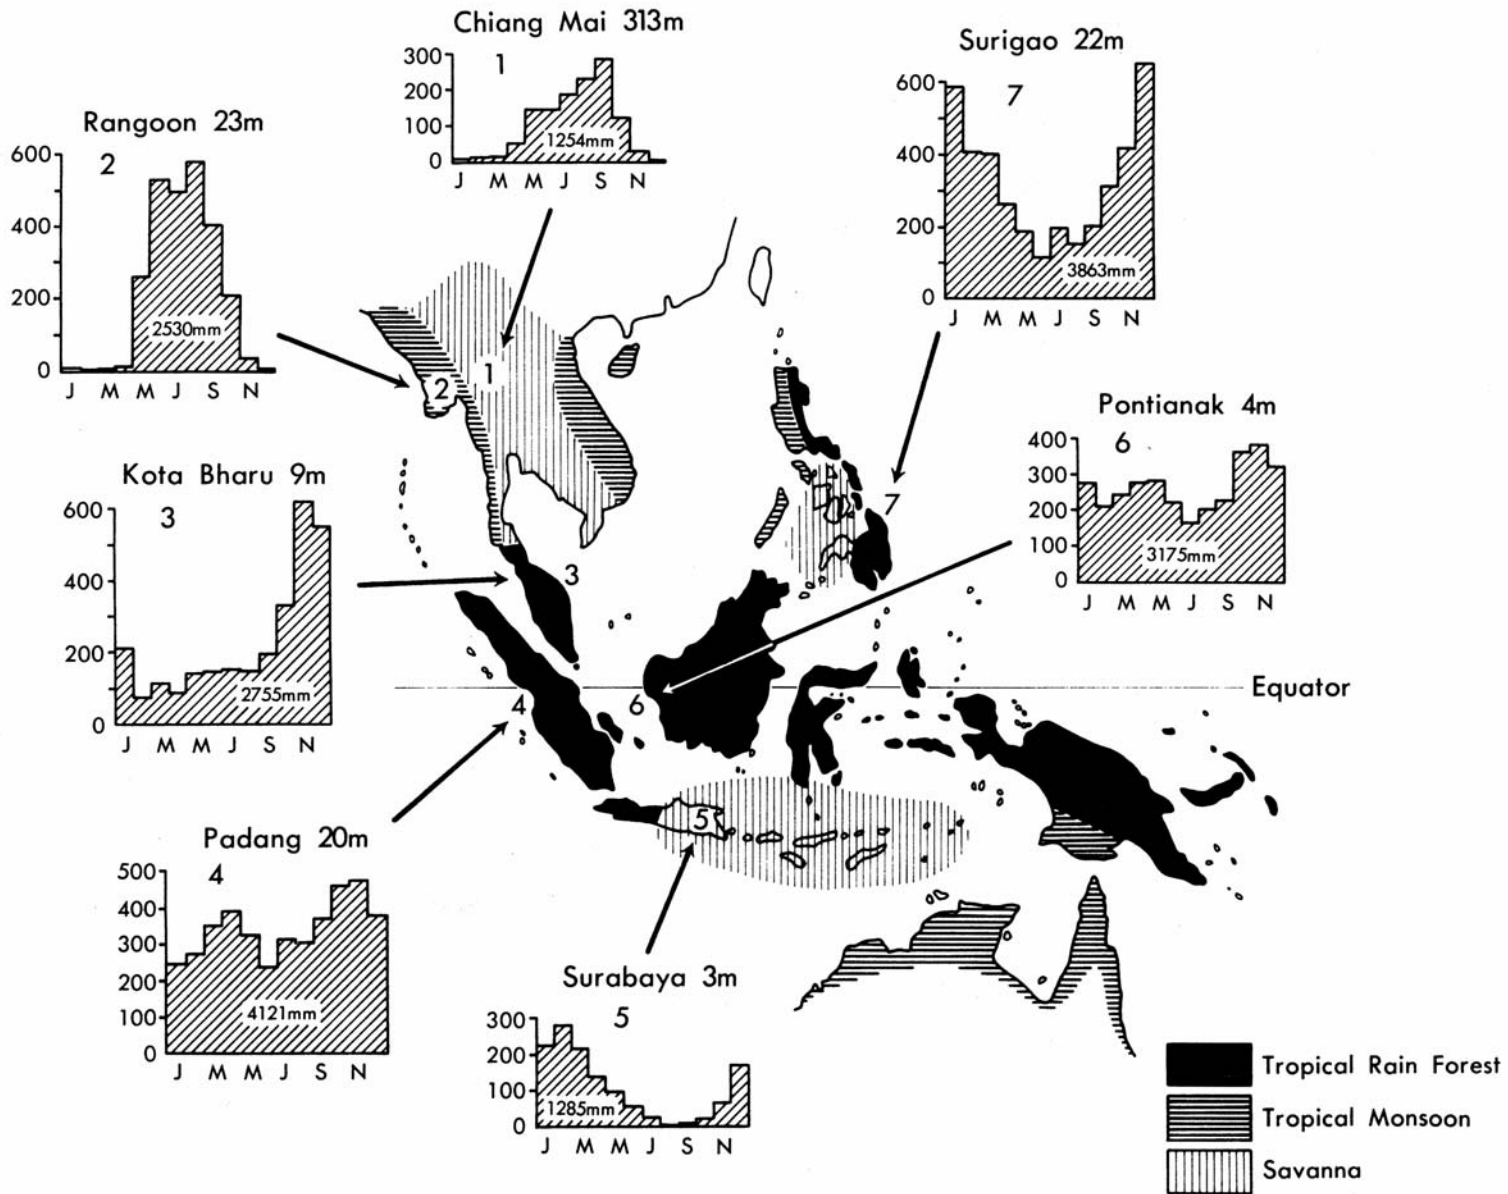 Chiang Mai 313m
1
300
200
100
0
1254mm
J M M J S N
Surigao 22m
7
600
400
200
0
3863mm
J M M J S N
Rangoon 23m
2
600
400
200
0
2530mm
J M M J S N
Pontianak 4m
6
400
300
200
100
0
3175mm
J M M J S N
Kota Bharu 9m
3
600
400
200
0
2755mm
J M M J S N
Padang 20m
4
500
400
300
200
100
0
4121mm
J M M J S N
Surabaya 3m
5
300
200
100
0
1285mm
J M M J S N
1
2
3
4
5
6
7
Equator
Tropical Rain Forest
Tropical Monsoon
Savanna